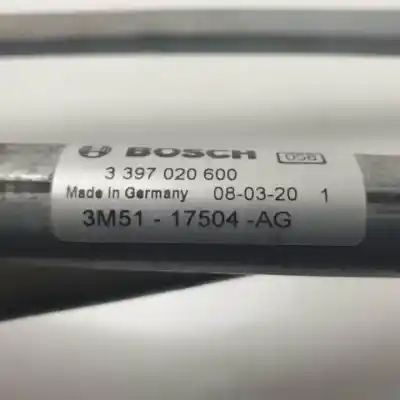 BOSCH 058
3 397 020 600
Made in Germany 08-03-20 1
3M51 - 17504 -AG